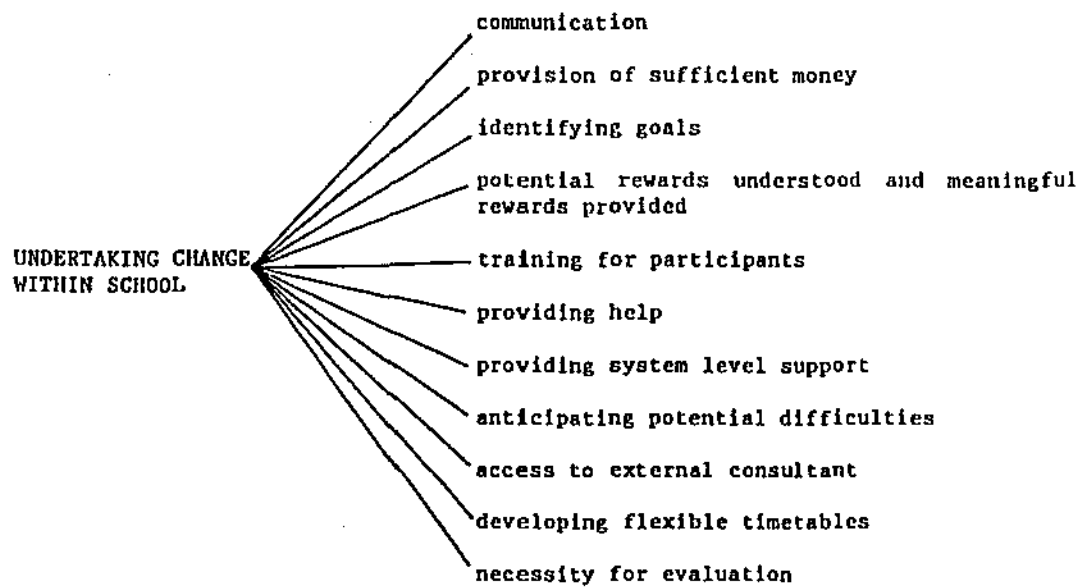 communication
provision of sufficient money
identifying goals
potential rewards understood and meaningful
rewards provided
UNDERTAKING CHANGE
WITHIN SCHOOL
training for participants
providing help
providing system level support
anticipating potential difficulties
access to external consultant
developing flexible timetables
necessity for evaluation